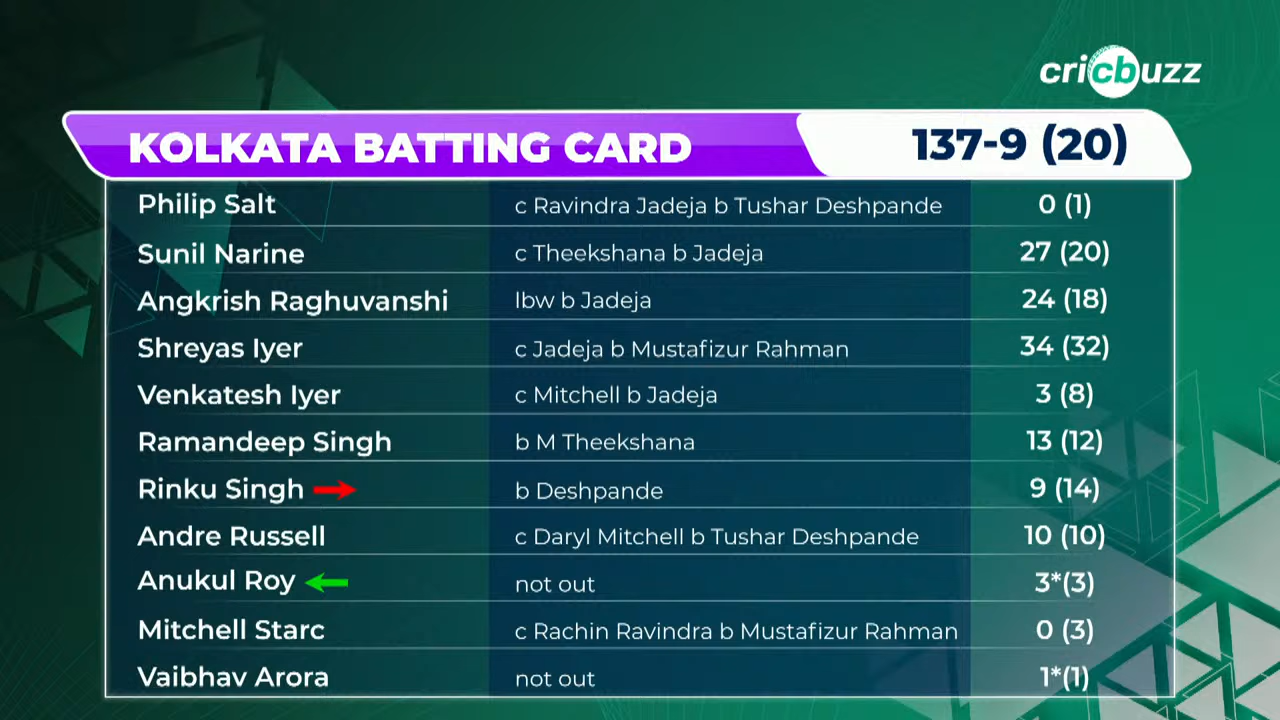 cricbuzz
KOLKATA BATTING CARD 137-9 (20)
Philip Salt c Ravindra Jadeja b Tushar Deshpande 0 (1)
Sunil Narine c Theekshana b Jadeja 27 (20)
Angkrish Raghuvanshi lbw b Jadeja 24 (18)
Shreyas Iyer c Jadeja b Mustafizur Rahman 34 (32)
Venkatesh Iyer c Mitchell b Jadeja 3 (8)
Ramandeep Singh b M Theekshana 13 (12)
Rinku Singh b Deshpande 9 (14)
Andre Russell c Daryl Mitchell b Tushar Deshpande 10 (10)
Anukul Roy not out 3*(3)
Mitchell Starc c Rachin Ravindra b Mustafizur Rahman 0 (3)
Vaibhav Arora not out 1*(1)